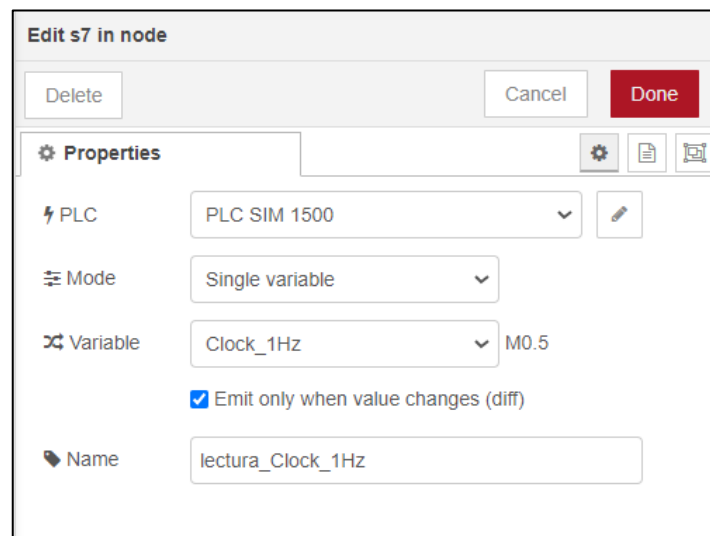 Edit s7 in node
Delete Cancel Done
Properties
PLC PLC SIM 1500
Mode Single variable
Variable Clock_1Hz M0.5
Emit only when value changes (diff)
Name lectura_Clock_1Hz